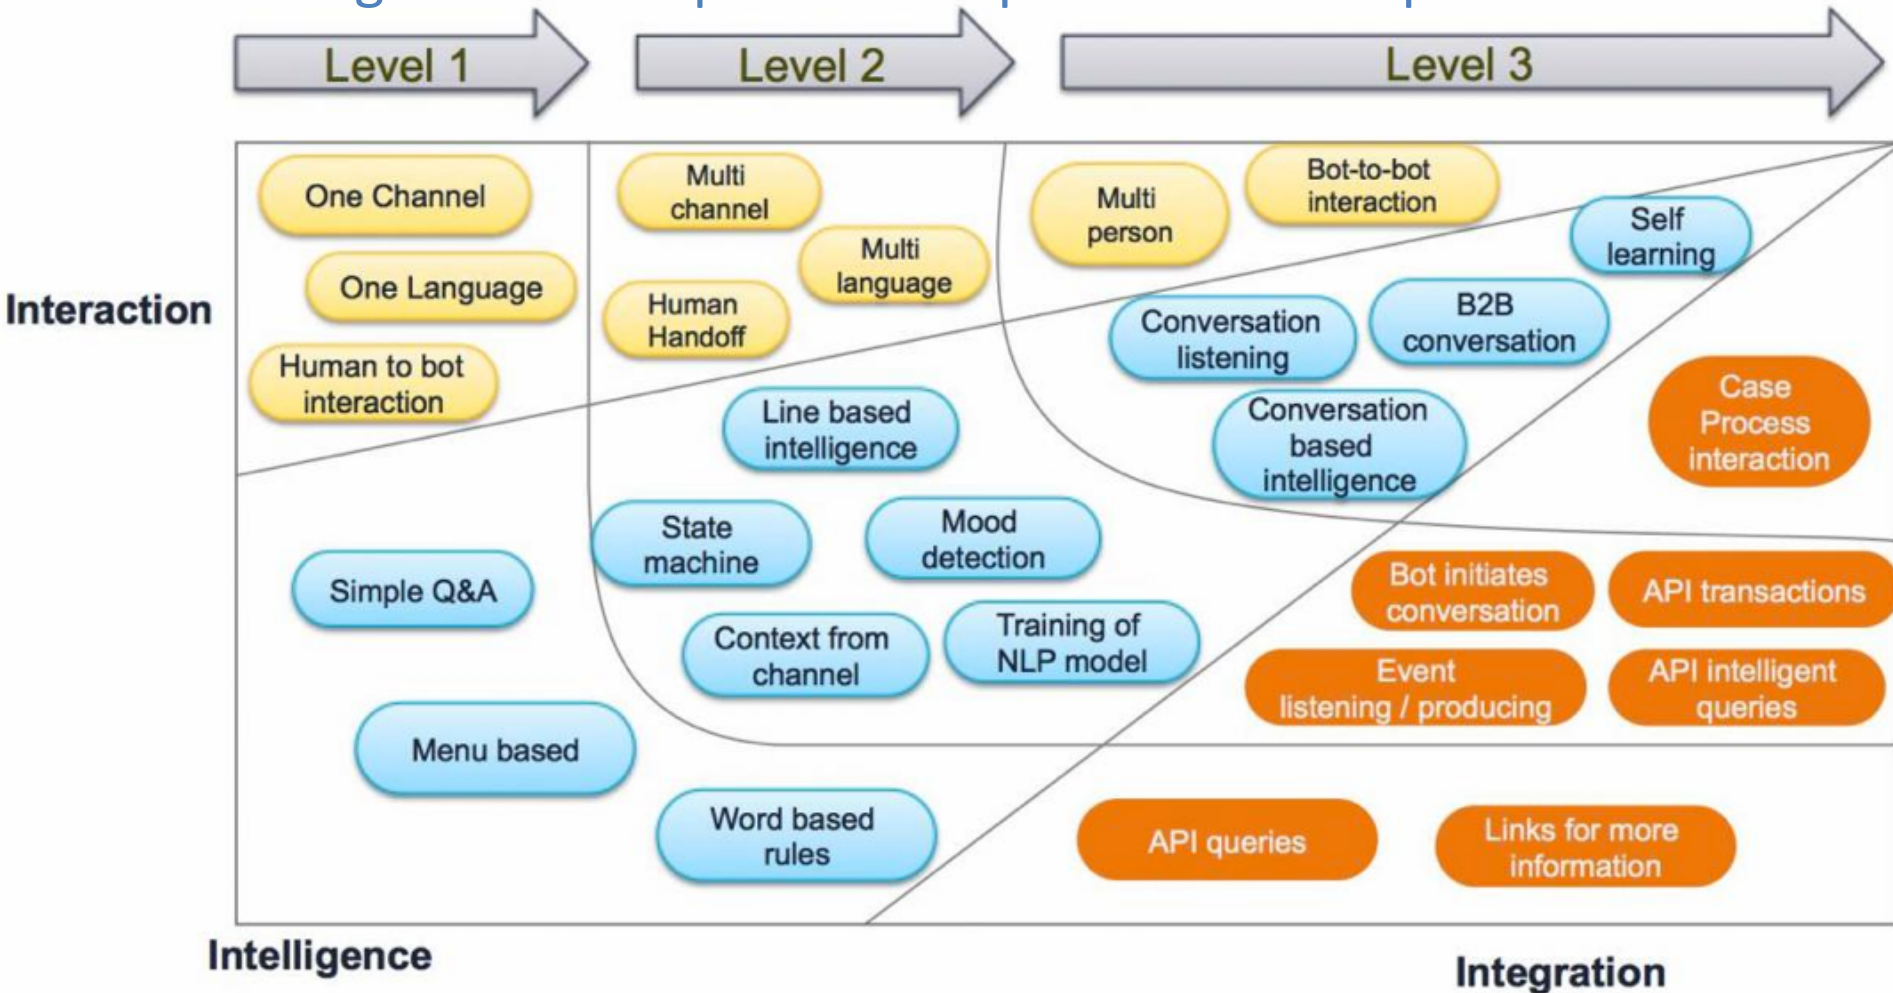 Level 1
Level 2
Level 3
One Channel
One Language
Human to bot
interaction
Multi
channel
Multi
language
Human
Handoff
Multi
person
Bot-to-bot
interaction
Interaction
Self
learning
Conversation
listening
B2B
conversation
Conversation
based
intelligence
Case
Process
interaction
Line based
intelligence
State
machine
Mood
detection
Simple Q&A
Context from
channel
Training of
NLP model
Bot initiates
conversation
API transactions
Event
listening / producing
API intelligent
queries
Menu based
Word based
rules
API queries
Links for more
information
Intelligence
Integration